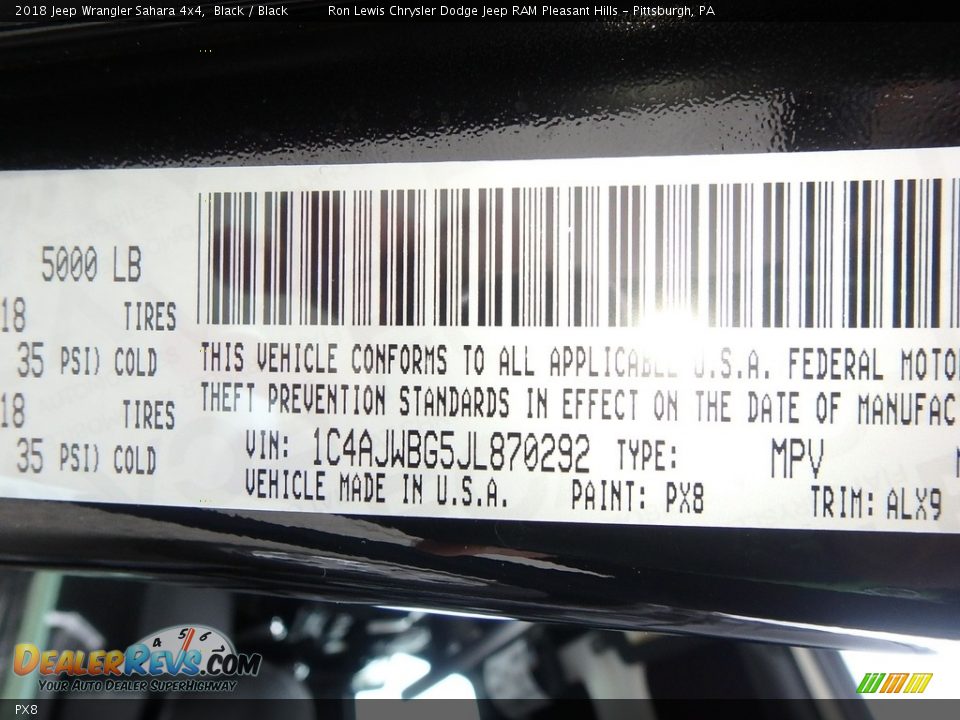 2018 Jeep Wrangler Sahara 4x4, Black / Black Ron Lewis Chrysler Dodge Jeep RAM Pleasant Hills - Pittsburgh, PA
5000 LB
18 TIRES
35 PSI) COLD
18 TIRES
35 PSI) COLD
THIS VEHICLE CONFORMS TO ALL APPLICABLE U.S.A. FEDERAL MOTO
THEFT PREVENTION STANDARDS IN EFFECT ON THE DATE OF MANUFAC
VIN: 1C4AJWBG5JL870292 TYPE: MPV
VEHICLE MADE IN U.S.A. PAINT: PX8 TRIM: ALX9
4 5 6
DEALERREVS.COM
YOUR AUTO DEALER SUPERHIGHWAY
PX8